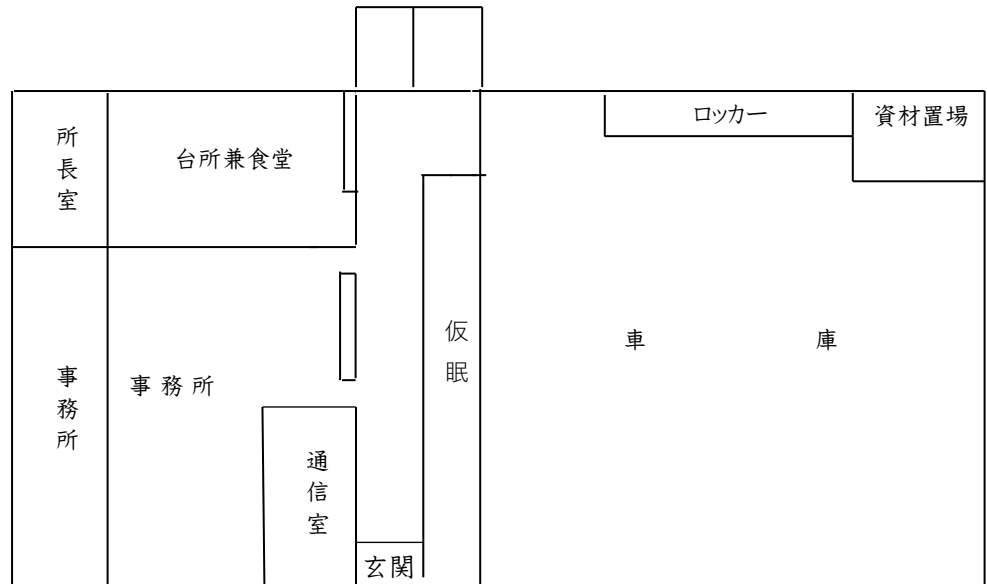 ロッカー
資材置場
所長室
台所兼食堂
仮眠
車庫
事務所
事務所
通信室
玄関